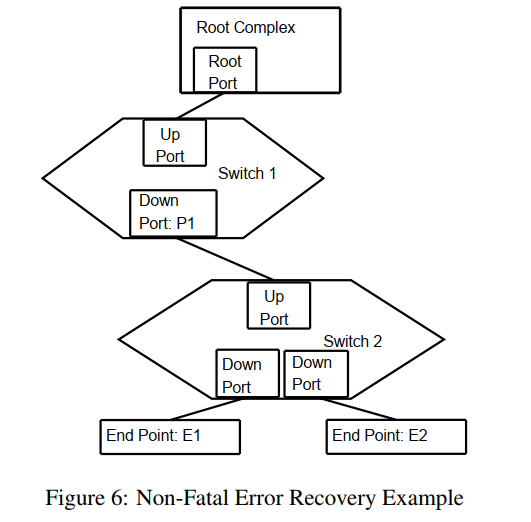 Root Complex
Root
Port
Up
Port
Switch 1
Down
Port: P1
Up
Port
Switch 2
Down
Port
Down
Port
End Point: E1
End Point: E2
Figure 6: Non-Fatal Error Recovery Example